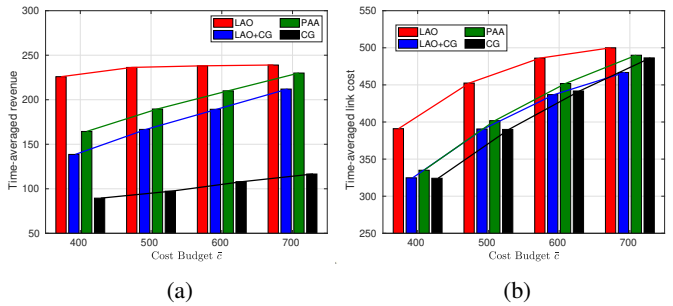 300
250
200
150
100
50
Time-averaged revenue
LAO
LAO+CG
PAA
CG
400
500
600
700
Cost Budget c̄
(a)
550
500
450
400
350
300
250
Time-averaged link cost
LAO
LAO+CG
PAA
CG
400
500
600
700
Cost Budget c̄
(b)